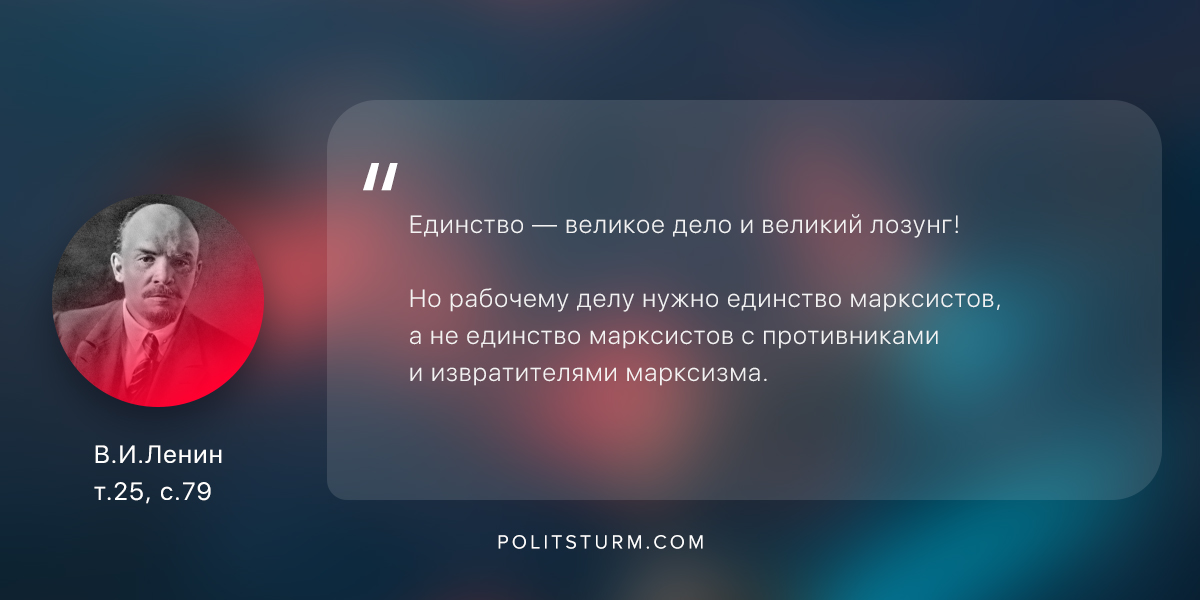 Единство — великое дело и великий лозунг!
Но рабочему делу нужно единство марксистов,
а не единство марксистов с противниками
и извратителями марксизма.
В.И.Ленин
т.25, с.79
POLITSTURM.COM